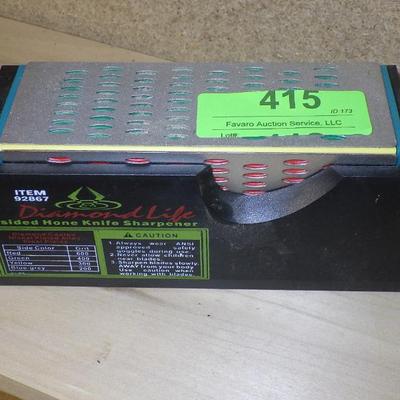 415
ID:173
Favaro Auction Service, LLC
Lot#
ITEM
92867
Diamond Life
sided Hone Knife Sharpener
CAUTION
1. Always wear ANSI
approved safety
goggles during use.
2. Never allow children
near blades.
3. Sharpen blades slowly,
AWAY from your body.
Use caution when
working with blades.
Side Color Grit
Red 600
Green 400
Yellow 300
Blue-grey 200